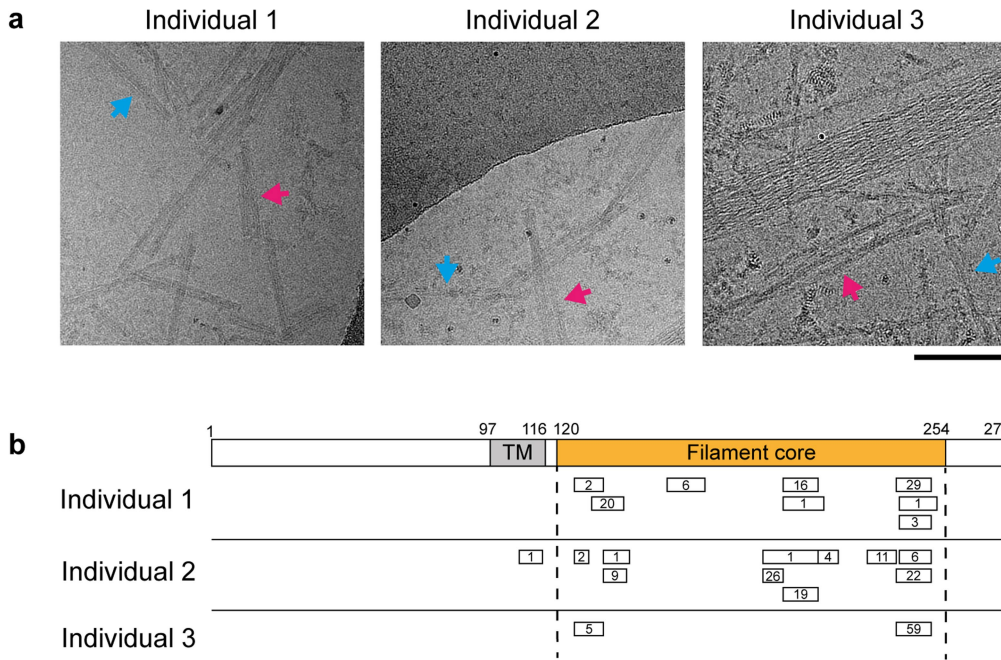 a
Individual 1 Individual 2 Individual 3
b
1 97 116 120 254
TM Filament core
Individual 1
2 6 16 29
20 1 1
3
Individual 2
1 2 1 1 4 11 6
9 26 22
19
Individual 3
5 59